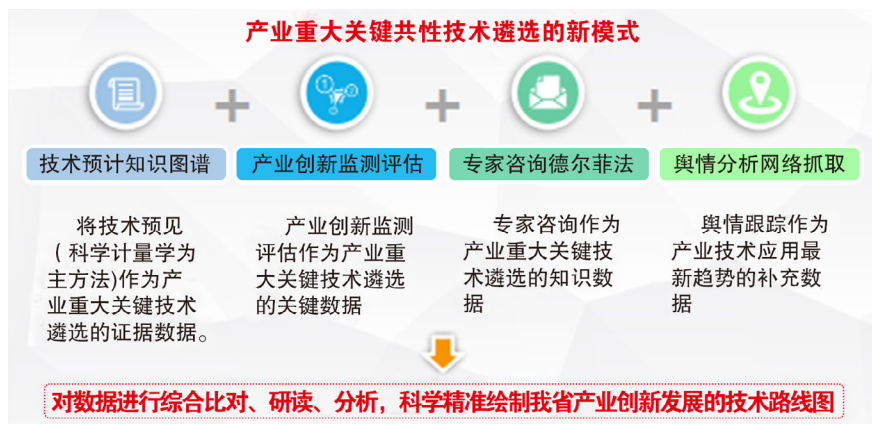 产业重大关键共性技术遴选的新模式
技术预计知识图谱
产业创新监测评估
专家咨询德尔菲法
舆情分析网络抓取
将技术预见
(科学计量学为
主方法)作为产
业重大关键技术
遴选的证据数据。
产业创新监测
评估作为产业重
大关键技术遴选
的关键数据
专家咨询作为
产业重大关键技
术遴选的知识数
据
舆情跟踪作为
产业技术应用最
新趋势的补充数
据
对数据进行综合比对、研读、分析，科学精准绘制我省产业创新发展的技术路线图